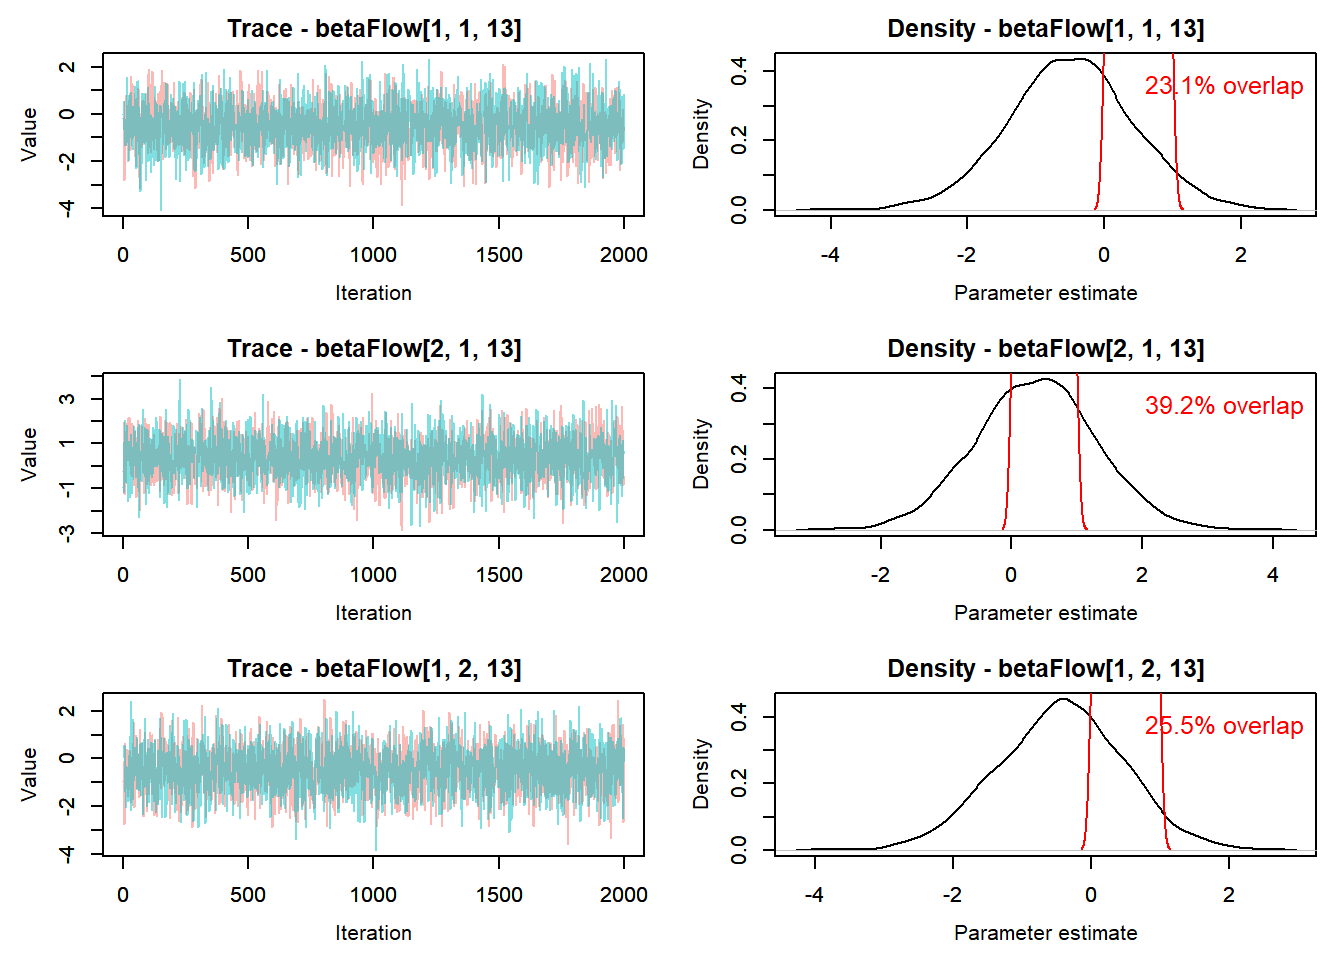 Trace - betaFlow[1, 1, 13]
Density - betaFlow[1, 1, 13]
Value
2
0
-2
-4
0
500
1000
1500
2000
Iteration
Density
0.4
0.2
0.0
23.1% overlap
-4
-2
0
2
Parameter estimate
Trace - betaFlow[2, 1, 13]
Density - betaFlow[2, 1, 13]
Value
3
1
-1
-3
0
500
1000
1500
2000
Iteration
Density
0.4
0.2
0.0
39.2% overlap
-2
0
2
4
Parameter estimate
Trace - betaFlow[1, 2, 13]
Density - betaFlow[1, 2, 13]
Value
2
0
-2
-4
0
500
1000
1500
2000
Iteration
Density
0.4
0.2
0.0
25.5% overlap
-4
-2
0
2
Parameter estimate